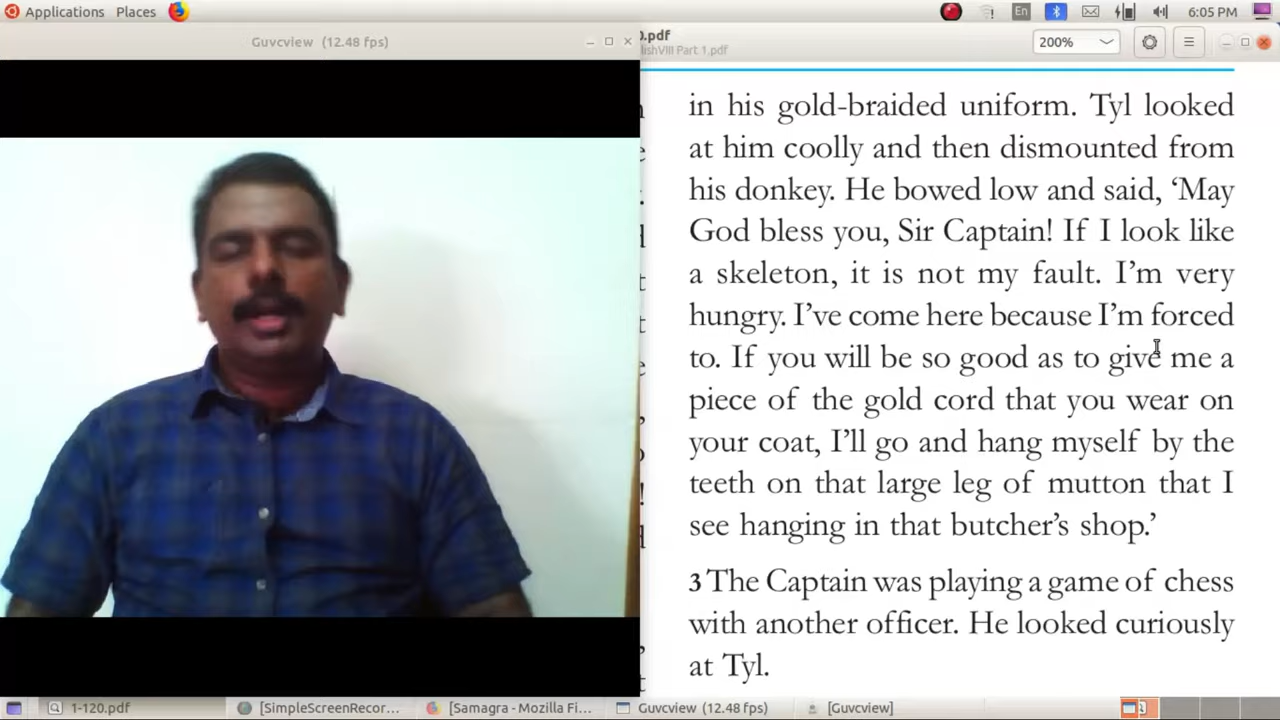 Applications Places
En
6:05 PM
Guvcview (12.48 fps)
0.pdf
lishVIII Part 1.pdf
200%
in his gold-braided uniform. Tyl looked
at him coolly and then dismounted from
his donkey. He bowed low and said, ‘May
God bless you, Sir Captain! If I look like
a skeleton, it is not my fault. I’m very
hungry. I’ve come here because I’m forced
to. If you will be so good as to give me a
piece of the gold cord that you wear on
your coat, I’ll go and hang myself by the
teeth on that large leg of mutton that I
see hanging in that butcher’s shop.’
3 The Captain was playing a game of chess
with another officer. He looked curiously
at Tyl.
1-120.pdf
[SimpleScreenRecor...
[Samagra - Mozilla Fi...
Guvcview (12.48 fps)
[Guvcview]